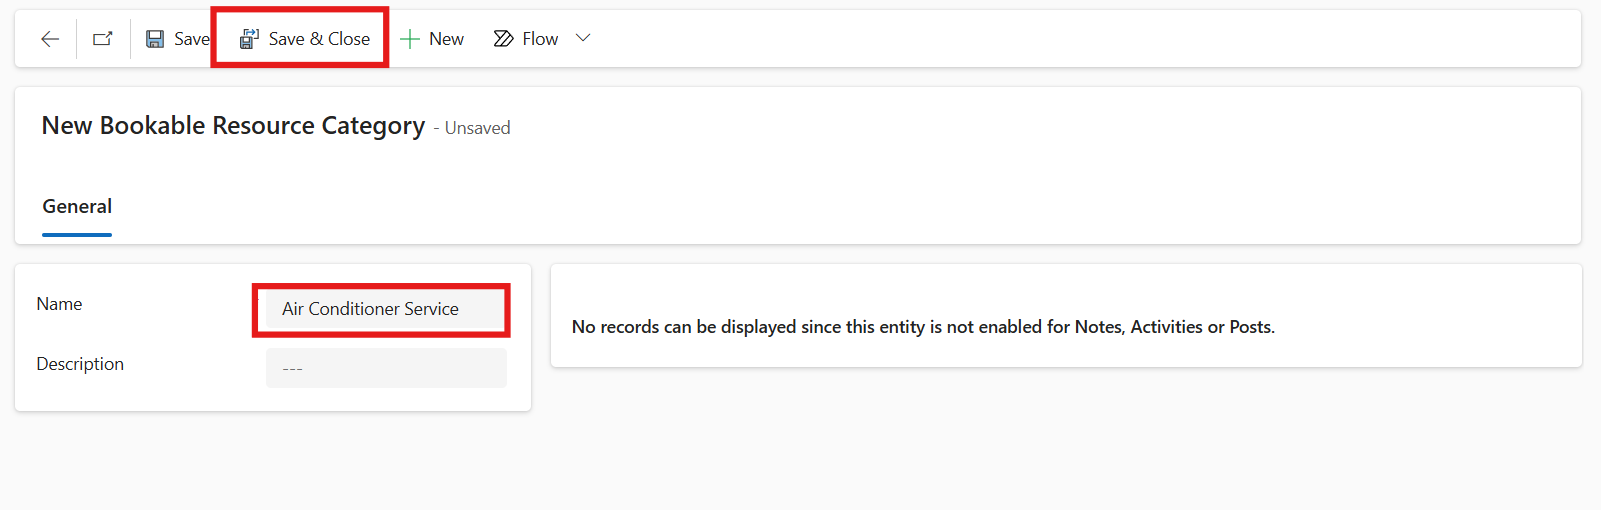 Save Save & Close New Flow
New Bookable Resource Category - Unsaved
General
Name Air Conditioner Service
Description ---
No records can be displayed since this entity is not enabled for Notes, Activities or Posts.